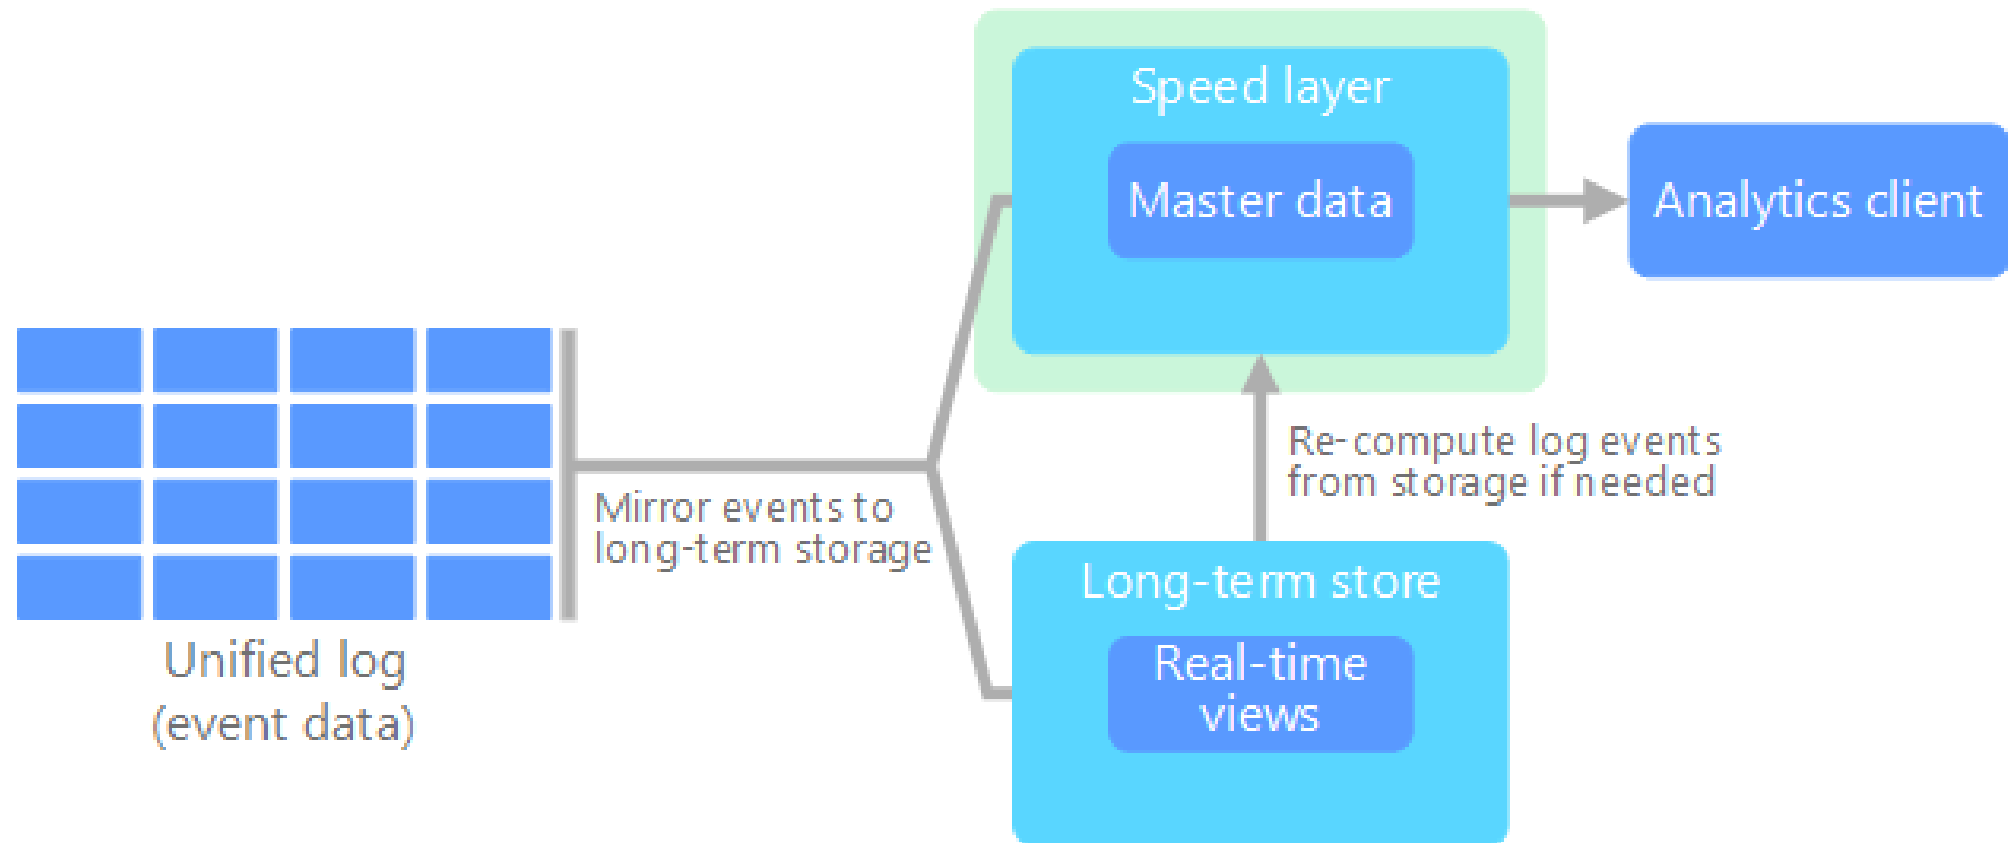 Speed layer
Master data
Analytics client
Re-compute log events
from storage if needed
Mirror events to
long-term storage
Long-term store
Real-time
views
Unified log
(event data)